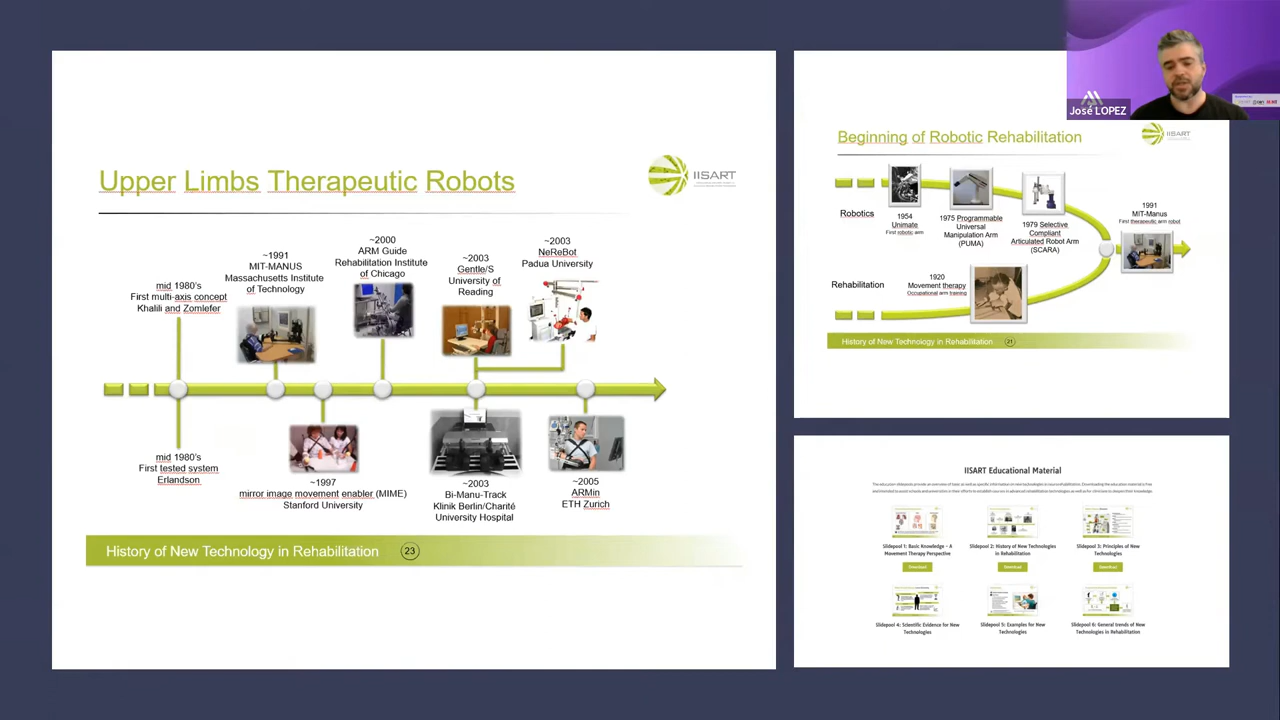 Upper Limbs Therapeutic Robots
IISART
~2000
ARM Guide
Rehabilitation Institute
of Chicago
~2003
NeReBot
Padua University
~1991
MIT-MANUS
Massachusetts Institute
of Technology
~2003
Gentle/S
University of
Reading
mid 1980's
First multi-axis concept
Khalili and Zomlefer
mid 1980's
First tested system
Erlandson
~1997
mirror image movement enabler (MIME)
Stanford University
~2003
Bi-Manu-Track
Klinik Berlin/Charité
University Hospital
~2005
ARMin
ETH Zurich
History of New Technology in Rehabilitation 23
José LOPEZ
Beginning of Robotic Rehabilitation
IISART
Robotics
1954
Unimate
First robotic arm
1975 Programmable
Universal
Manipulation Arm
(PUMA)
1979 Selective
Compliant
Articulated Robot Arm
(SCARA)
1991
MIT-Manus
First therapeutic arm robot
Rehabilitation
1920
Movement therapy
Occupational arm training
History of New Technology in Rehabilitation 21
IISART Educational Material
Slidepool 1: Basic Knowledge – A
Movement Therapy Perspective
Download
Slidepool 2: History of New Technologies
in Rehabilitation
Download
Slidepool 3: Principles of New
Technologies
Download
Slidepool 4: Scientific Evidence for New
Technologies
Slidepool 5: Examples for New
Technologies
Slidepool 6: General trends of New
Technologies in Rehabilitation